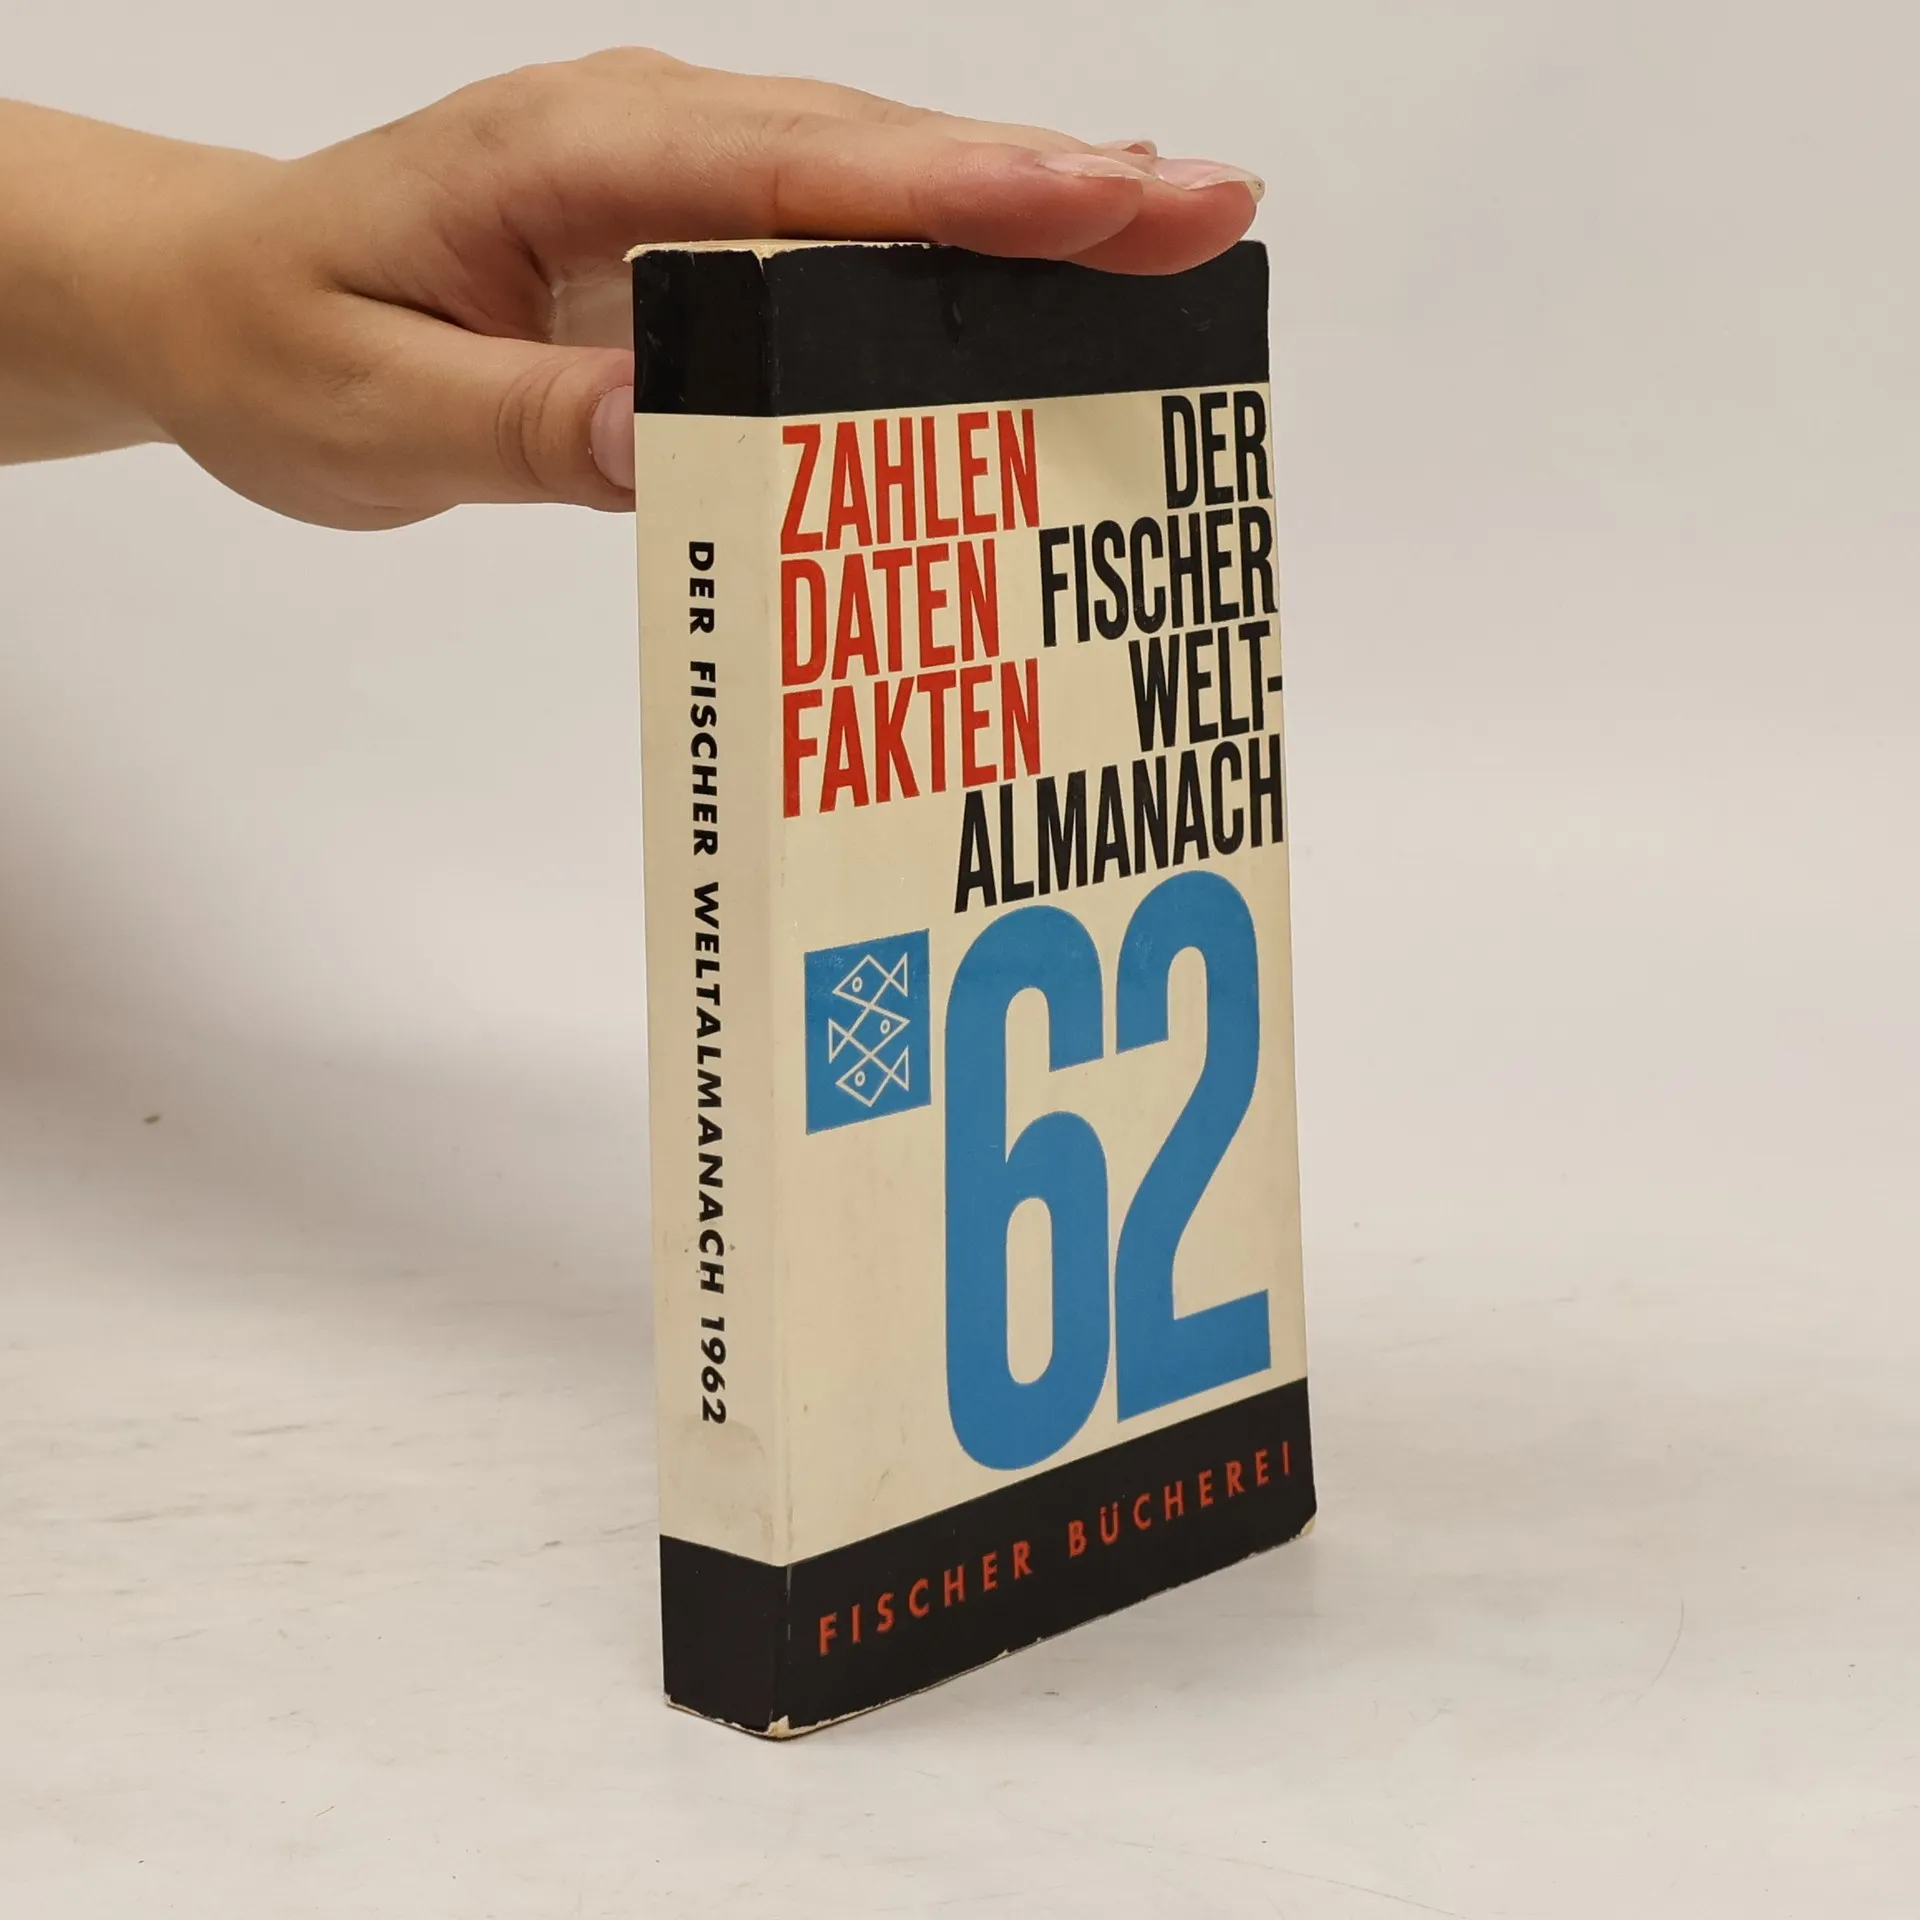 DER FISCHER WELTALMANACH 1962
ZAHLEN
DATEN
FAKTEN
DER
FISCHER
WELT-
ALMANACH
'62
FISCHER BÜCHEREI